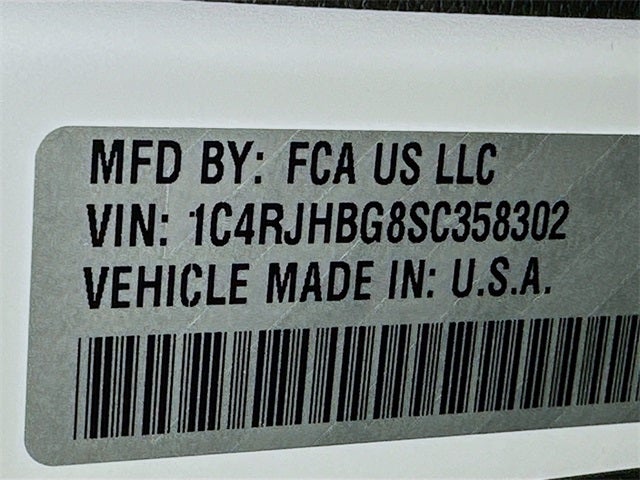 MFD BY: FCA US LLC
VIN: 1C4RJHBG8SC358302
VEHICLE MADE IN: U.S.A.